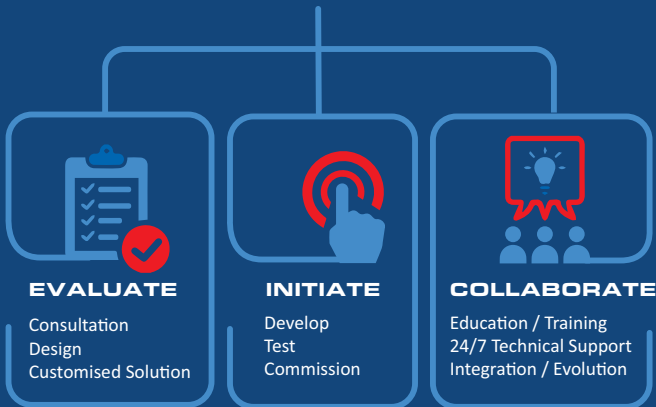 EVALUATE
Consultation
Design
Customised Solution
INITIATE
Develop
Test
Commission
COLLABORATE
Education / Training
24/7 Technical Support
Integration / Evolution